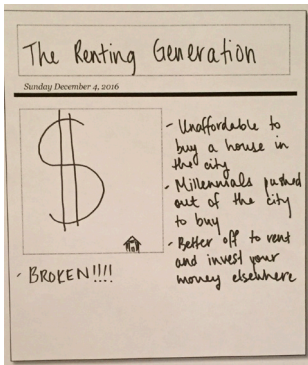 The Renting Generation
Sunday December 4, 2016
- Unaffordable to
buy a house in
the city
- Millennials pushed
out of the city
to buy
- Better off to rent
and invest your
money elsewhere
- BROKEN!!!!